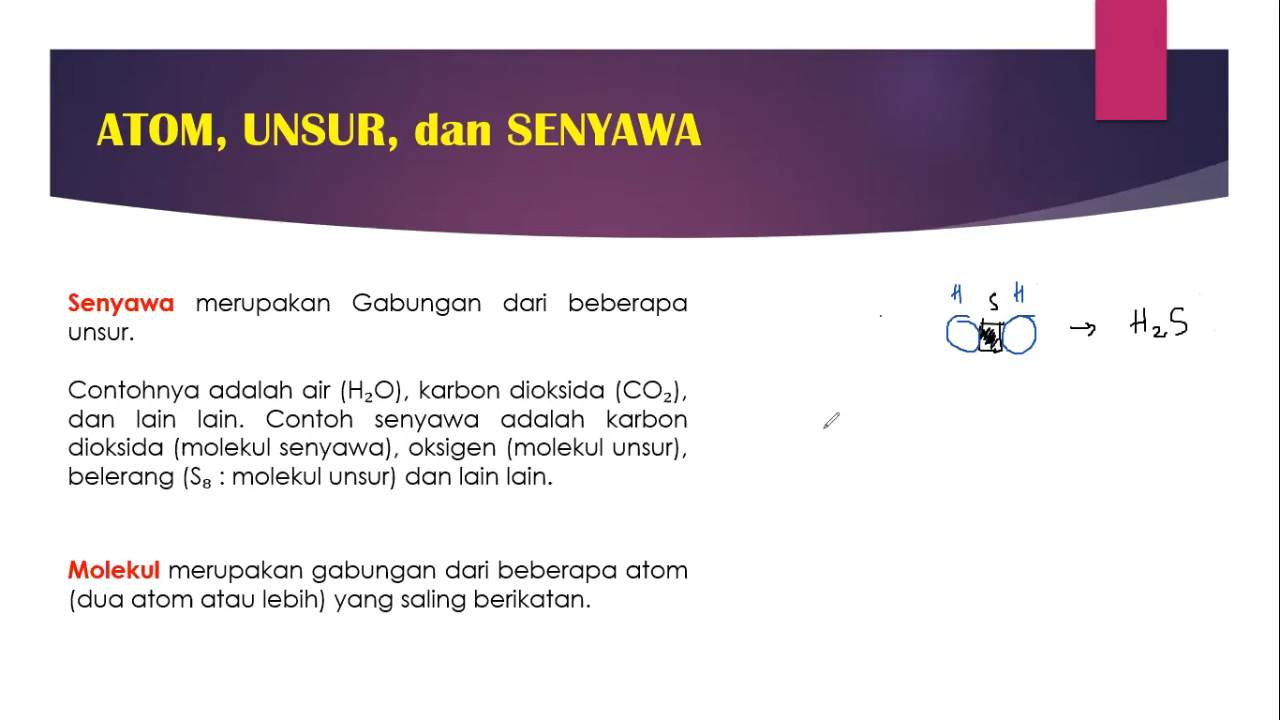 ATOM, UNSUR, dan SENYAWA
Senyawa merupakan Gabungan dari beberapa
unsur.
Contohnya adalah air (H₂O), karbon dioksida (CO₂),
dan lain lain. Contoh senyawa adalah karbon
dioksida (molekul senyawa), oksigen (molekul unsur),
belerang (S₈ : molekul unsur) dan lain lain.
Molekul merupakan gabungan dari beberapa atom
(dua atom atau lebih) yang saling berikatan.
H S H
→ H₂S